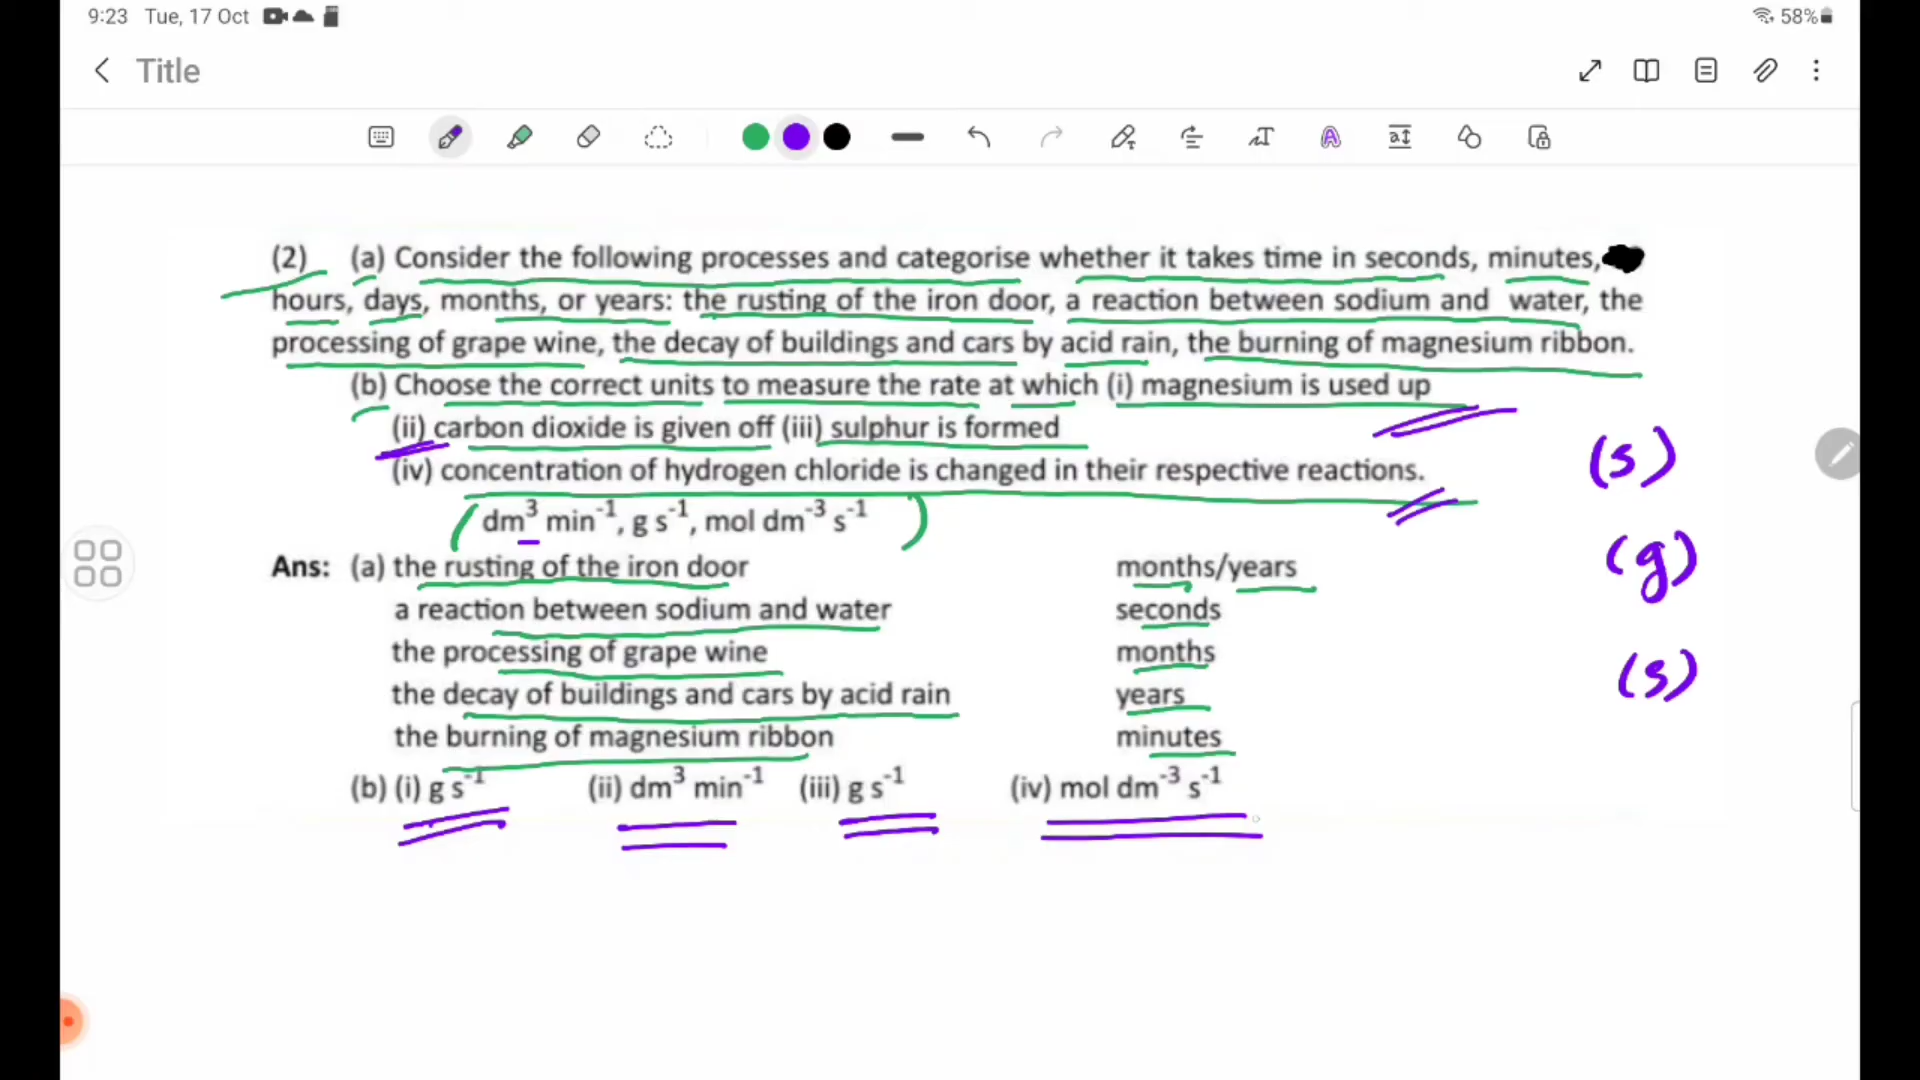 9:23 Tue, 17 Oct 58%
Title
(2) (a) Consider the following processes and categorise whether it takes time in seconds, minutes,
hours, days, months, or years: the rusting of the iron door, a reaction between sodium and water, the
processing of grape wine, the decay of buildings and cars by acid rain, the burning of magnesium ribbon.
(b) Choose the correct units to measure the rate at which (i) magnesium is used up
(ii) carbon dioxide is given off (iii) sulphur is formed
(s)
(iv) concentration of hydrogen chloride is changed in their respective reactions.
(dm³ min⁻¹, g s⁻¹, mol dm⁻³ s⁻¹)
(g)
Ans: (a) the rusting of the iron door months/years
a reaction between sodium and water seconds
the processing of grape wine months
(s)
the decay of buildings and cars by acid rain years
the burning of magnesium ribbon minutes
(b) (i) g s⁻¹ (ii) dm³ min⁻¹ (iii) g s⁻¹ (iv) mol dm⁻³ s⁻¹